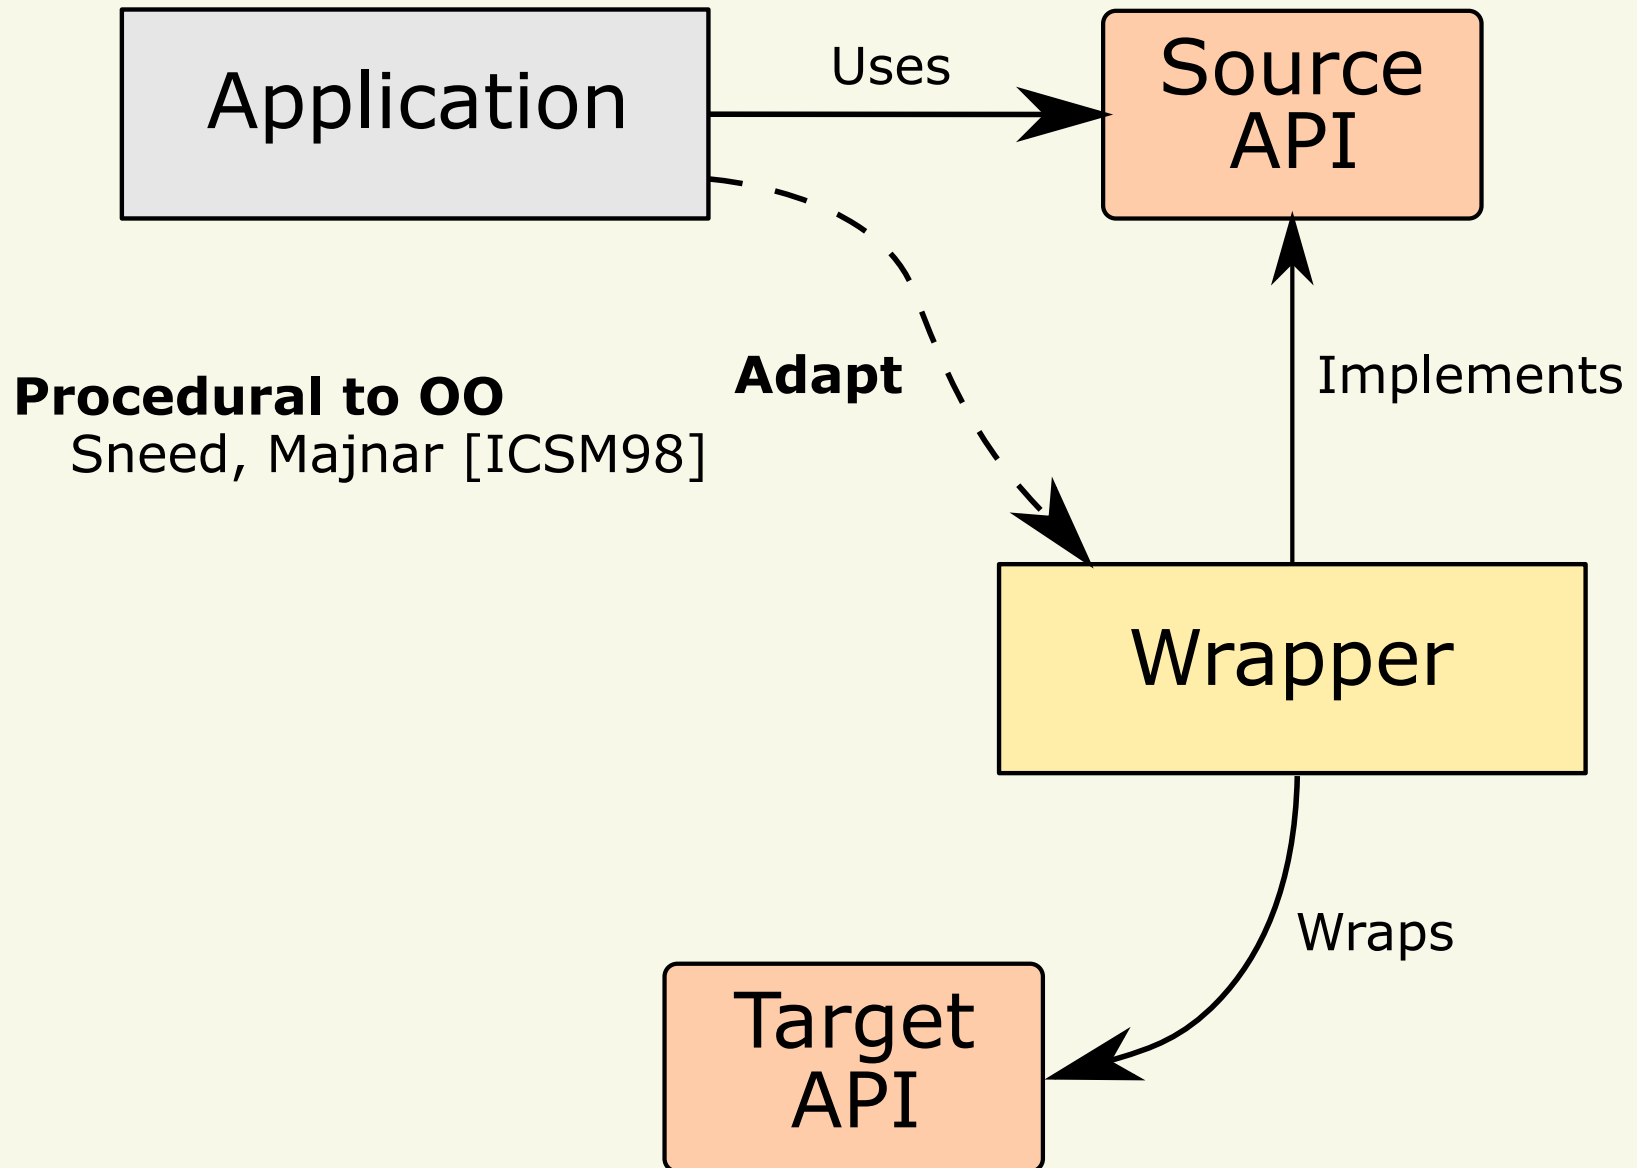 Application
Uses
Source
API
Procedural to OO
Sneed, Majnar [ICSM98]
Adapt
Implements
Wrapper
Wraps
Target
API